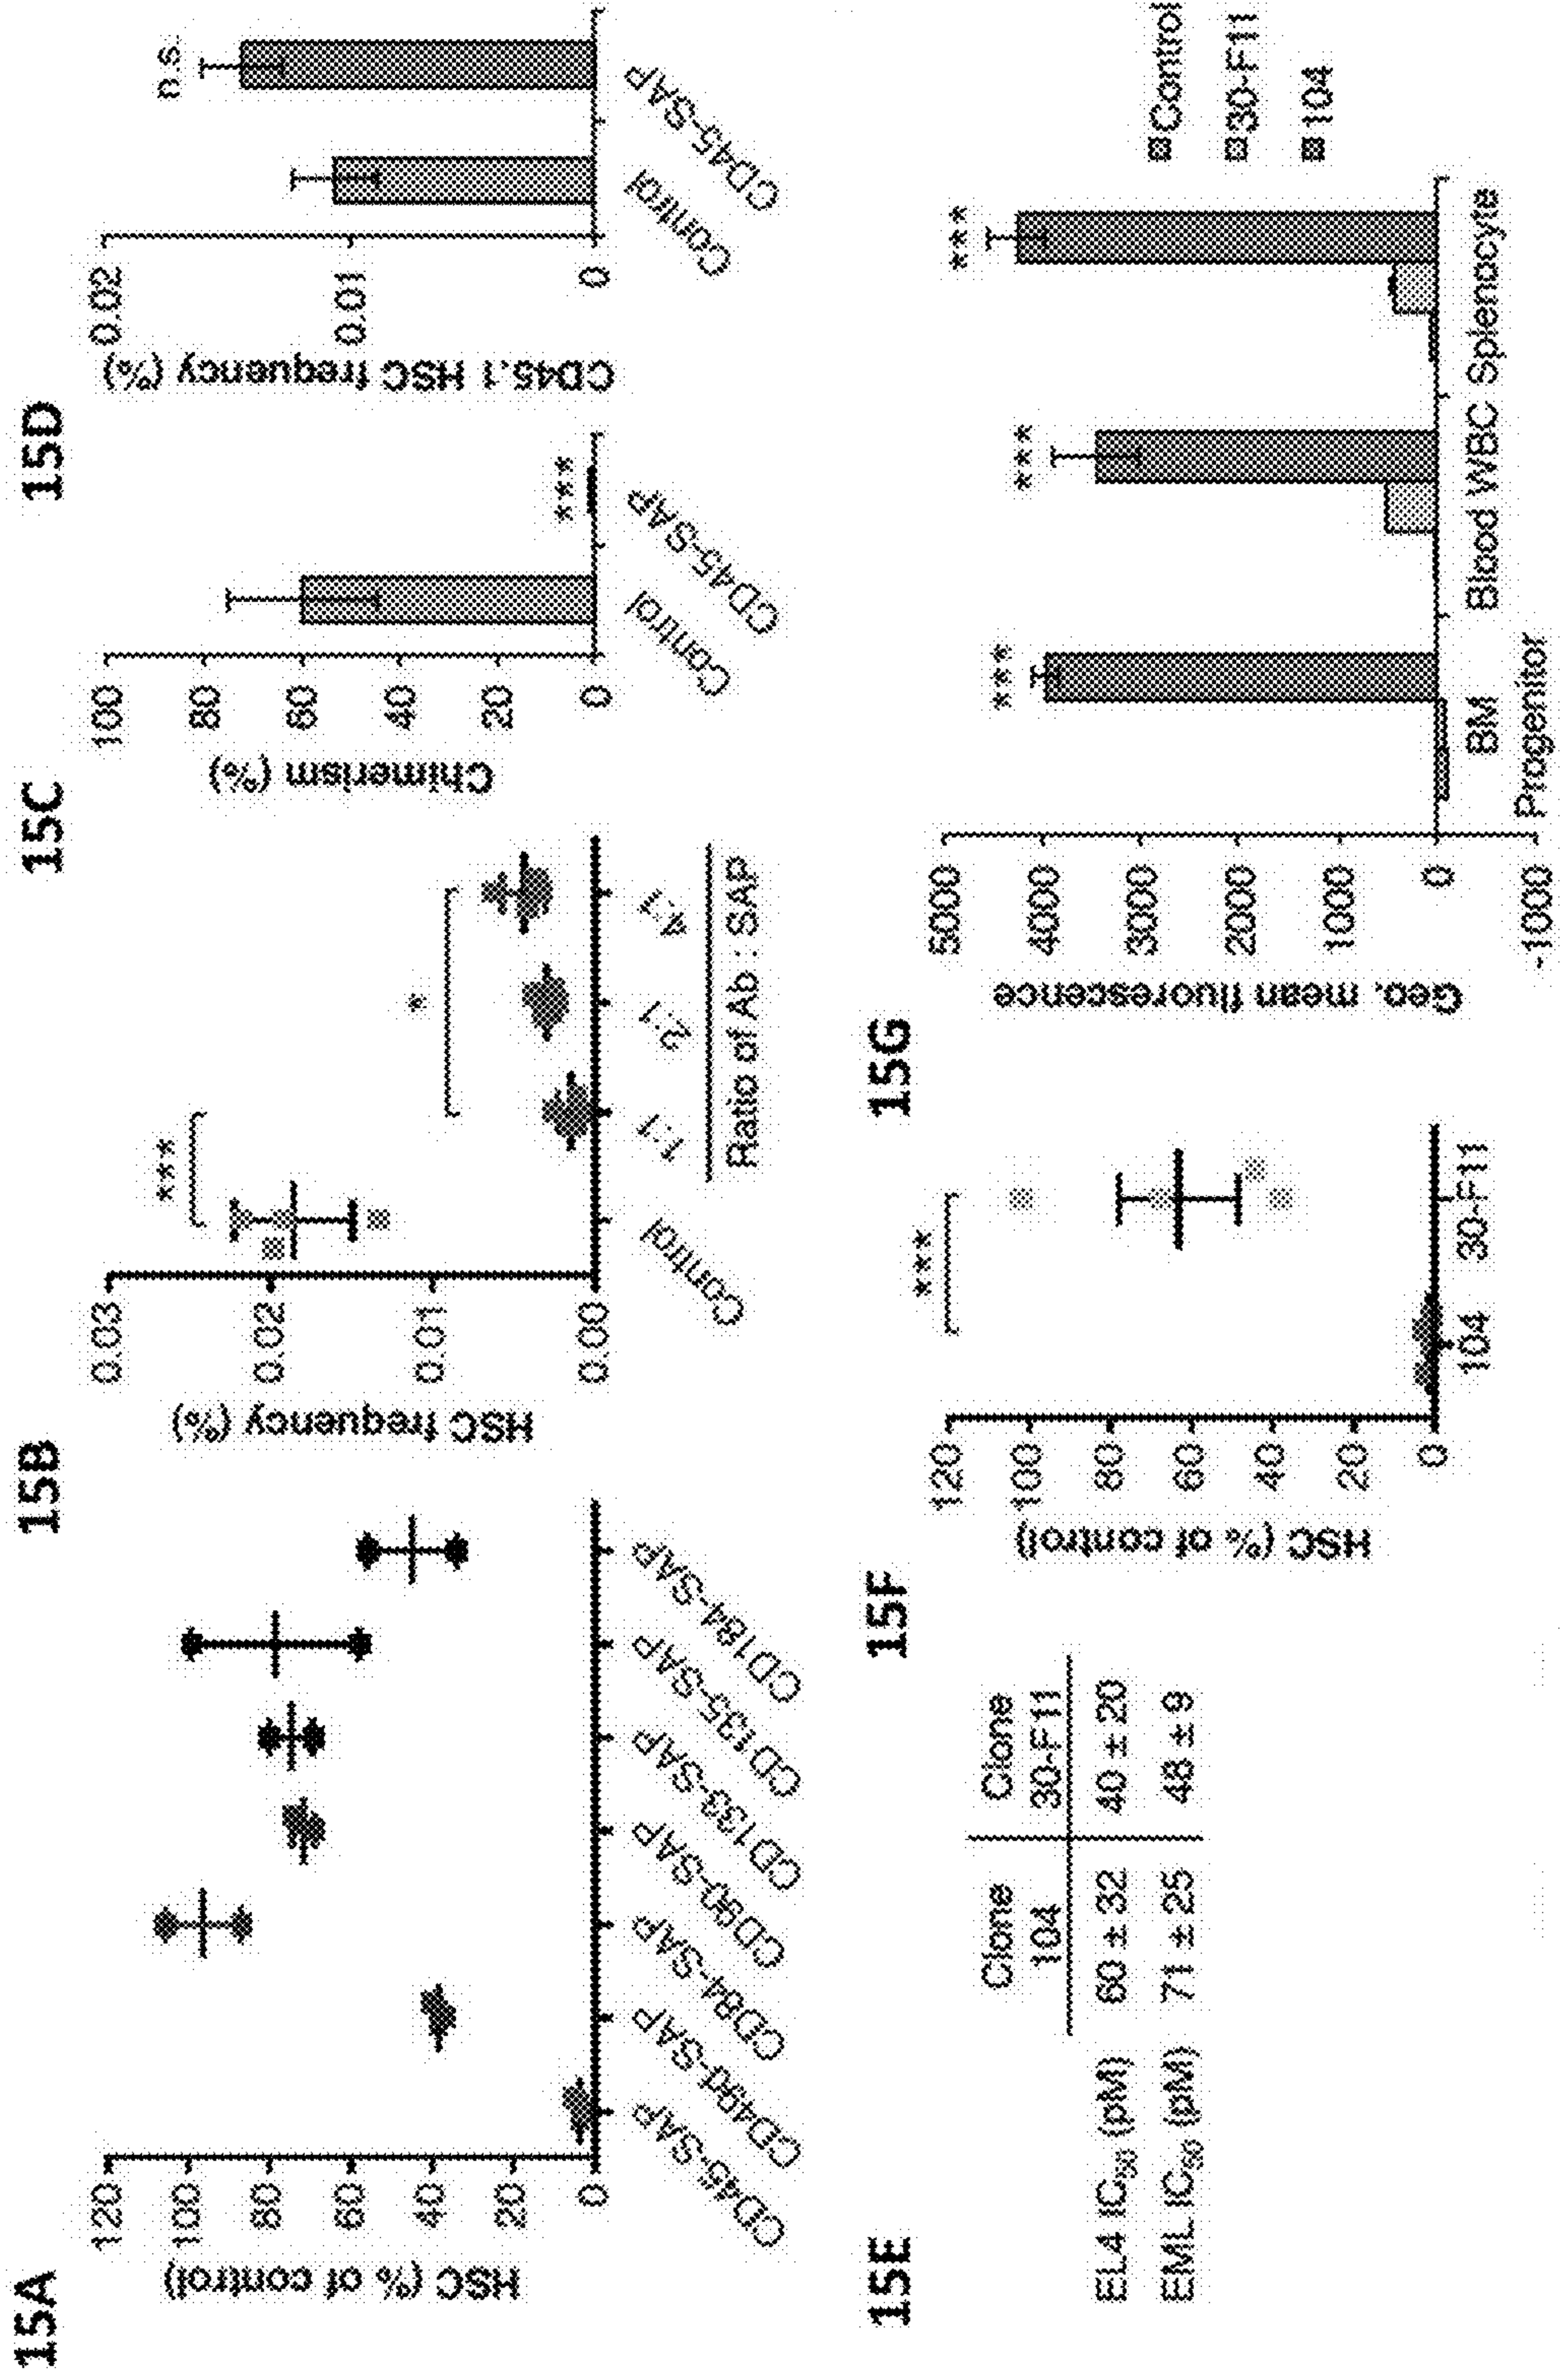 15A
HSC (% of control)
120
100
80
60
40
20
0
CD45-SAP
CD49d-SAP
CD84-SAP
CD90-SAP
CD133-SAP
CD135-SAP
CD184-SAP
15B
HSC frequency (%)
0.03
0.02
0.01
0.00
***
*
Control
1:1
2:1
4:1
Ratio of Ab : SAP
15C
Chimerism (%)
100
80
60
40
20
0
***
Control
CD45-SAP
15D
CD45.1 HSC frequency (%)
0.02
0.01
0
n.s.
Control
CD45-SAP
15E
Clone 104
Clone 30-F11
EL4 IC50 (pM) 60 ± 32 40 ± 20
EML IC50 (pM) 71 ± 25 48 ± 9
15F
HSC (% of control)
120
100
80
60
40
20
0
***
104
30-F11
15G
Geo. mean fluorescence
5000
4000
3000
2000
1000
0
-1000
***
***
***
BM Progenitor
Blood WBC
Splenocyte
Control
30-F11
104